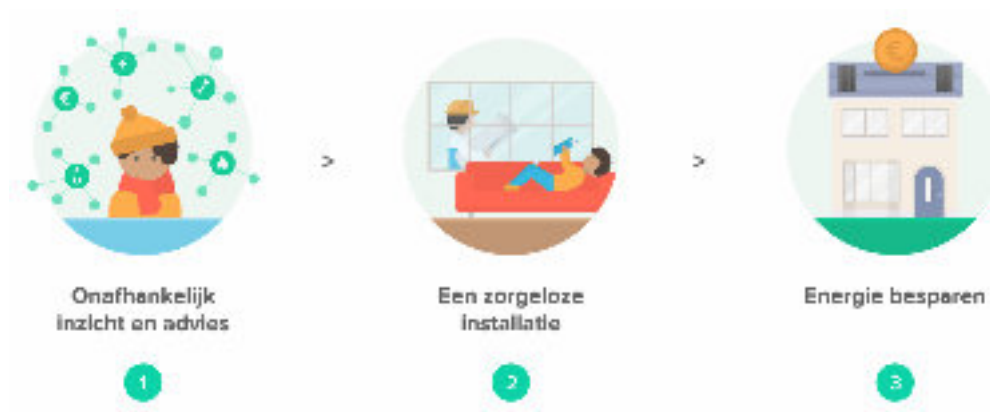 >
>
Onafhankelijk
inzicht en advies
Een zorgeloze
installatie
Energie besparen
1
2
3